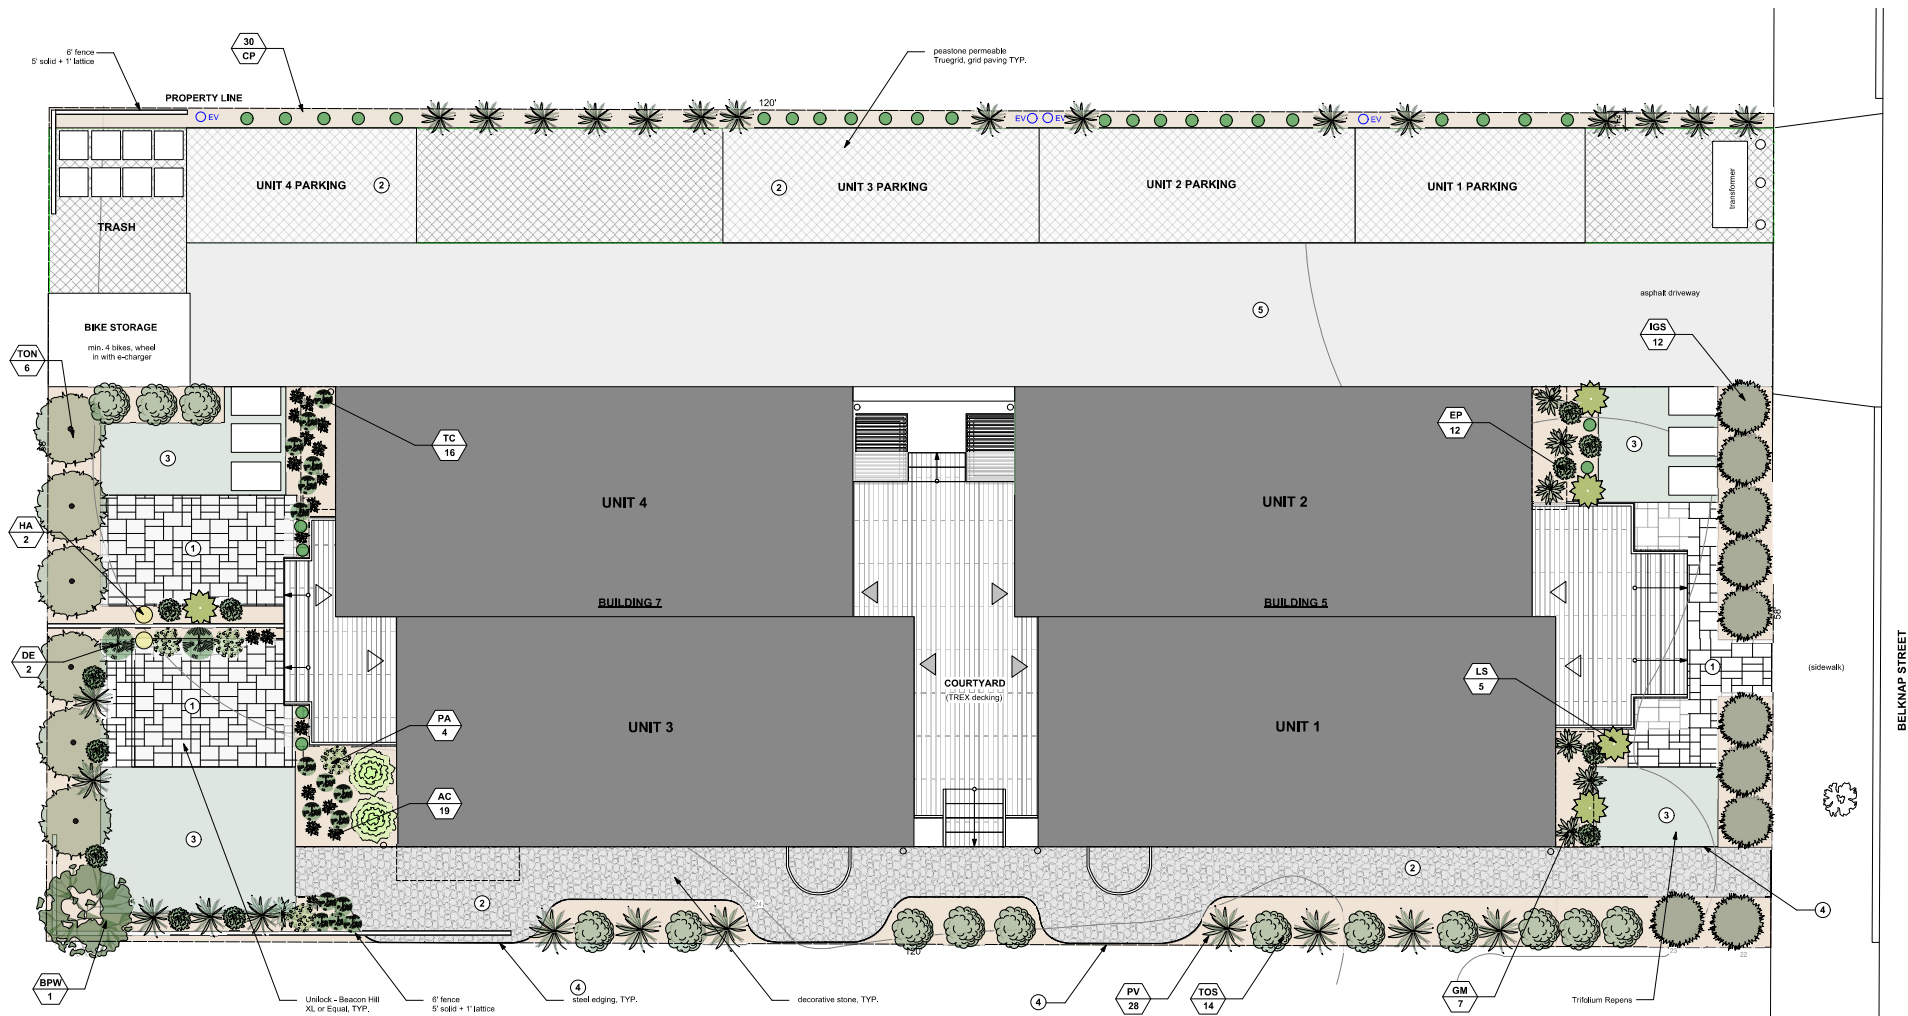 30
CP
6' fence
5' solid + 1' lattice
peastone permeable
Truegrid, grid paving TYP.
PROPERTY LINE
120'
EV
EV
EV
EV
UNIT 4 PARKING
2
2
UNIT 3 PARKING
UNIT 2 PARKING
UNIT 1 PARKING
transformer
TRASH
asphalt driveway
5
BIKE STORAGE
min. 4 bikes, wheel
in with e-charger
IGS
12
TON
6
EP
12
TC
16
3
3
UNIT 4
UNIT 2
HA
2
1
BUILDING 7
BUILDING 5
58'
DE
2
1
(sidewalk)
BELKNAP STREET
LS
5
COURTYARD
(TREX decking)
1
PA
4
UNIT 3
UNIT 1
AC
19
3
3
2
2
24
4
120'
23
22
BPW
1
Unilock - Beacon Hill
XL or Equal, TYP.
6' fence
5' solid + 1' lattice
4
steel edging, TYP.
decorative stone, TYP.
4
PV
28
TOS
14
GM
7
Trifolium Repens